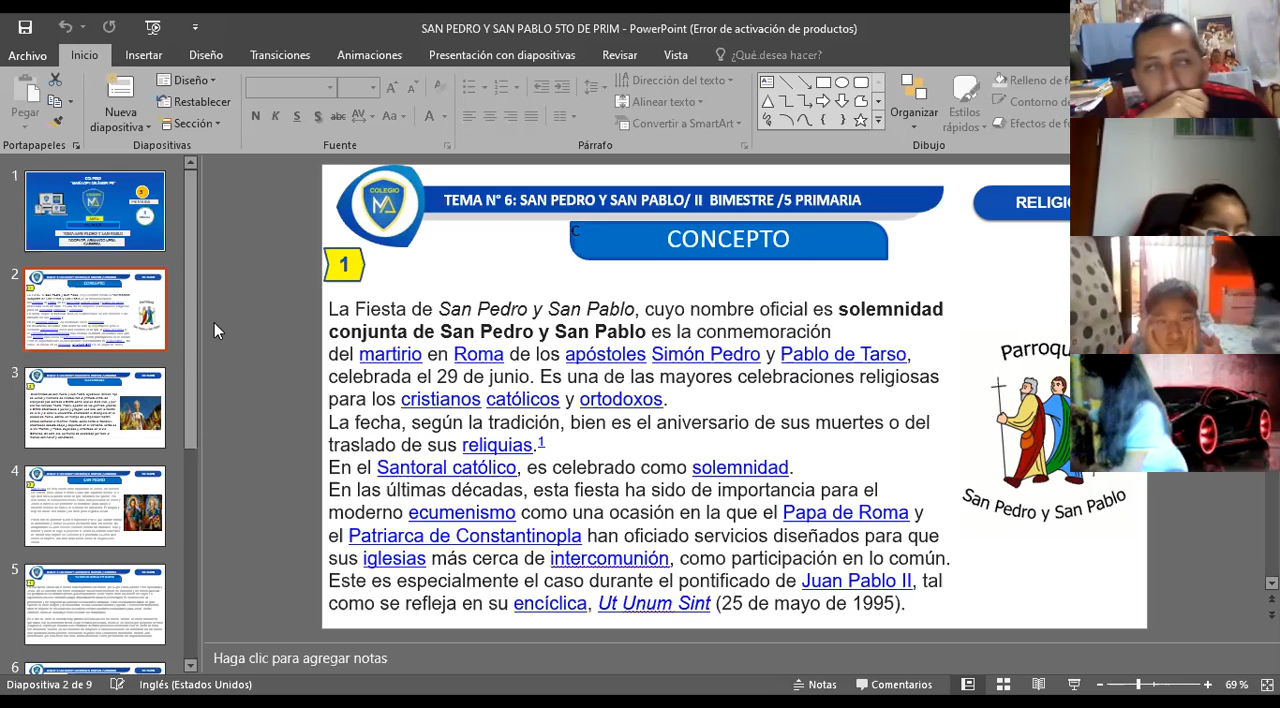 SAN PEDRO Y SAN PABLO 5TO DE PRIM - PowerPoint (Error de activación de productos)
Archivo Inicio Insertar Diseño Transiciones Animaciones Presentación con diapositivas Revisar Vista ¿Qué desea hacer?
Pegar
Nueva diapositiva
Diseño
Restablecer
Sección
N K S S abc AV Aa A
Dirección del texto
Alinear texto
Convertir a SmartArt
Organizar
Estilos rápidos
Relleno de
Contorno
Efectos de
Portapapeles Diapositivas Fuente Párrafo Dibujo
1
2
3
4
5
6
COLEGIO
MA
TEMA N° 6: SAN PEDRO Y SAN PABLO/ II BIMESTRE /5 PRIMARIA
RELIGIO
C
CONCEPTO
1
La Fiesta de San Pedro y San Pablo, cuyo nombre oficial es solemnidad
conjunta de San Pedro y San Pablo es la conmemoración
del martirio en Roma de los apóstoles Simón Pedro y Pablo de Tarso,
celebrada el 29 de junio. Es una de las mayores celebraciones religiosas
para los cristianos católicos y ortodoxos.
La fecha, según la tradición, bien es el aniversario de sus muertes o del
traslado de sus reliquias.1
En el Santoral católico, es celebrado como solemnidad.
En las últimas décadas, esta fiesta ha sido de importancia para el
moderno ecumenismo como una ocasión en la que el Papa de Roma y
el Patriarca de Constantinopla han oficiado servicios diseñados para que
sus iglesias más cerca de intercomunión, como participación en lo común.
Este es especialmente el caso durante el pontificado de Juan Pablo II, tal
como se refleja en su encíclica, Ut Unum Sint (25 de mayo de 1995).
Parroqu
San Pedro y San Pablo
Haga clic para agregar notas
Diapositiva 2 de 9 Inglés (Estados Unidos) Notas Comentarios 69 %